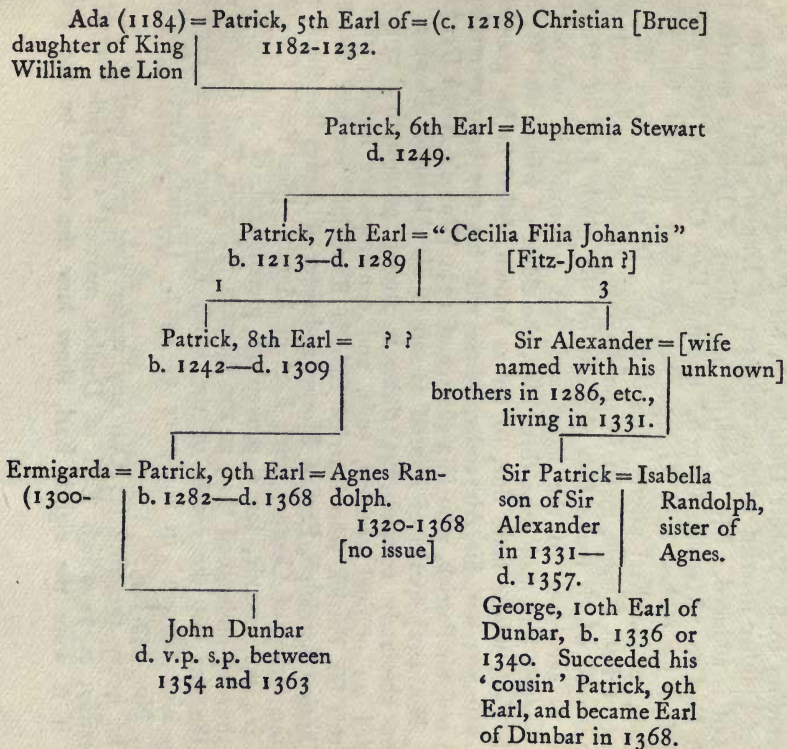 Ada (1184) = Patrick, 5th Earl of = (c. 1218) Christian [Bruce]
daughter of King 1182-1232.
William the Lion
Patrick, 6th Earl = Euphemia Stewart
d. 1249.
Patrick, 7th Earl = “ Cecilia Filia Johannis ”
b. 1213—d. 1289 [Fitz-John ?]
1 3
Patrick, 8th Earl = ? ?
b. 1242—d. 1309
Sir Alexander = [wife
named with his unknown]
brothers in 1286, etc.,
living in 1331.
Ermigarda = Patrick, 9th Earl = Agnes Ran-
(1300- b. 1282—d. 1368 dolph.
1320-1368
[no issue]
Sir Patrick = Isabella
son of Sir Randolph,
Alexander sister of
in 1331— Agnes.
d. 1357.
John Dunbar
d. v.p. s.p. between
1354 and 1363
George, 10th Earl of
Dunbar, b. 1336 or
1340. Succeeded his
‘ cousin ’ Patrick, 9th
Earl, and became Earl
of Dunbar in 1368.